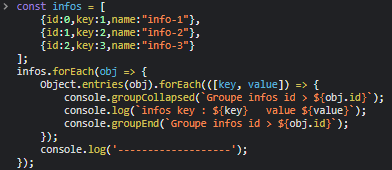 > const infos = [
    {id:0,key:1,name:"info-1"},
    {id:1,key:2,name:"info-2"},
    {id:2,key:3,name:"info-3"}
];
infos.forEach(obj => {
    Object.entries(obj).forEach(([key, value]) => {
        console.groupCollapsed(`Groupe infos id > ${obj.id}`);
        console.log(`infos key : ${key}   value ${value}`);
        console.groupEnd(`Groupe infos id > ${obj.id}`);
    });
    console.log('-------------------');
});